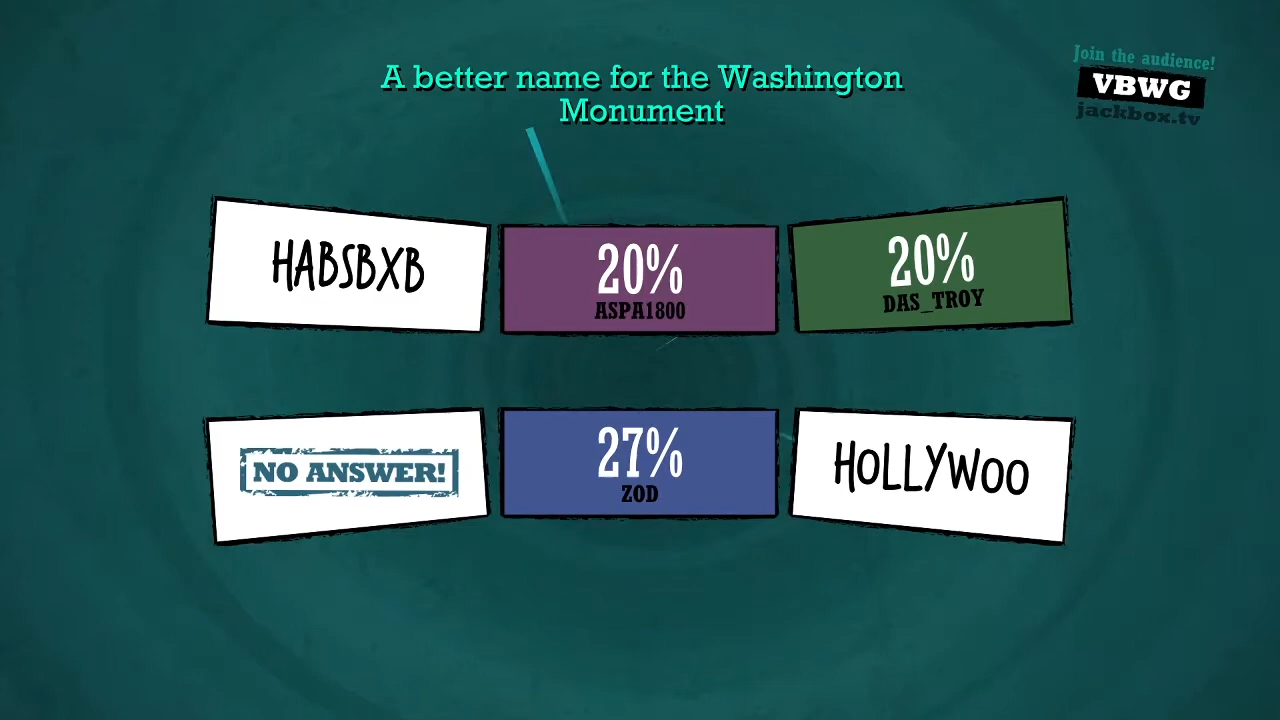 A better name for the Washington
Monument
Join the audience!
VBWG
jackbox.tv
HABSBXB
20%
ASPA1800
20%
DAS_TROY
NO ANSWER!
27%
ZOD
HOLLYWOO